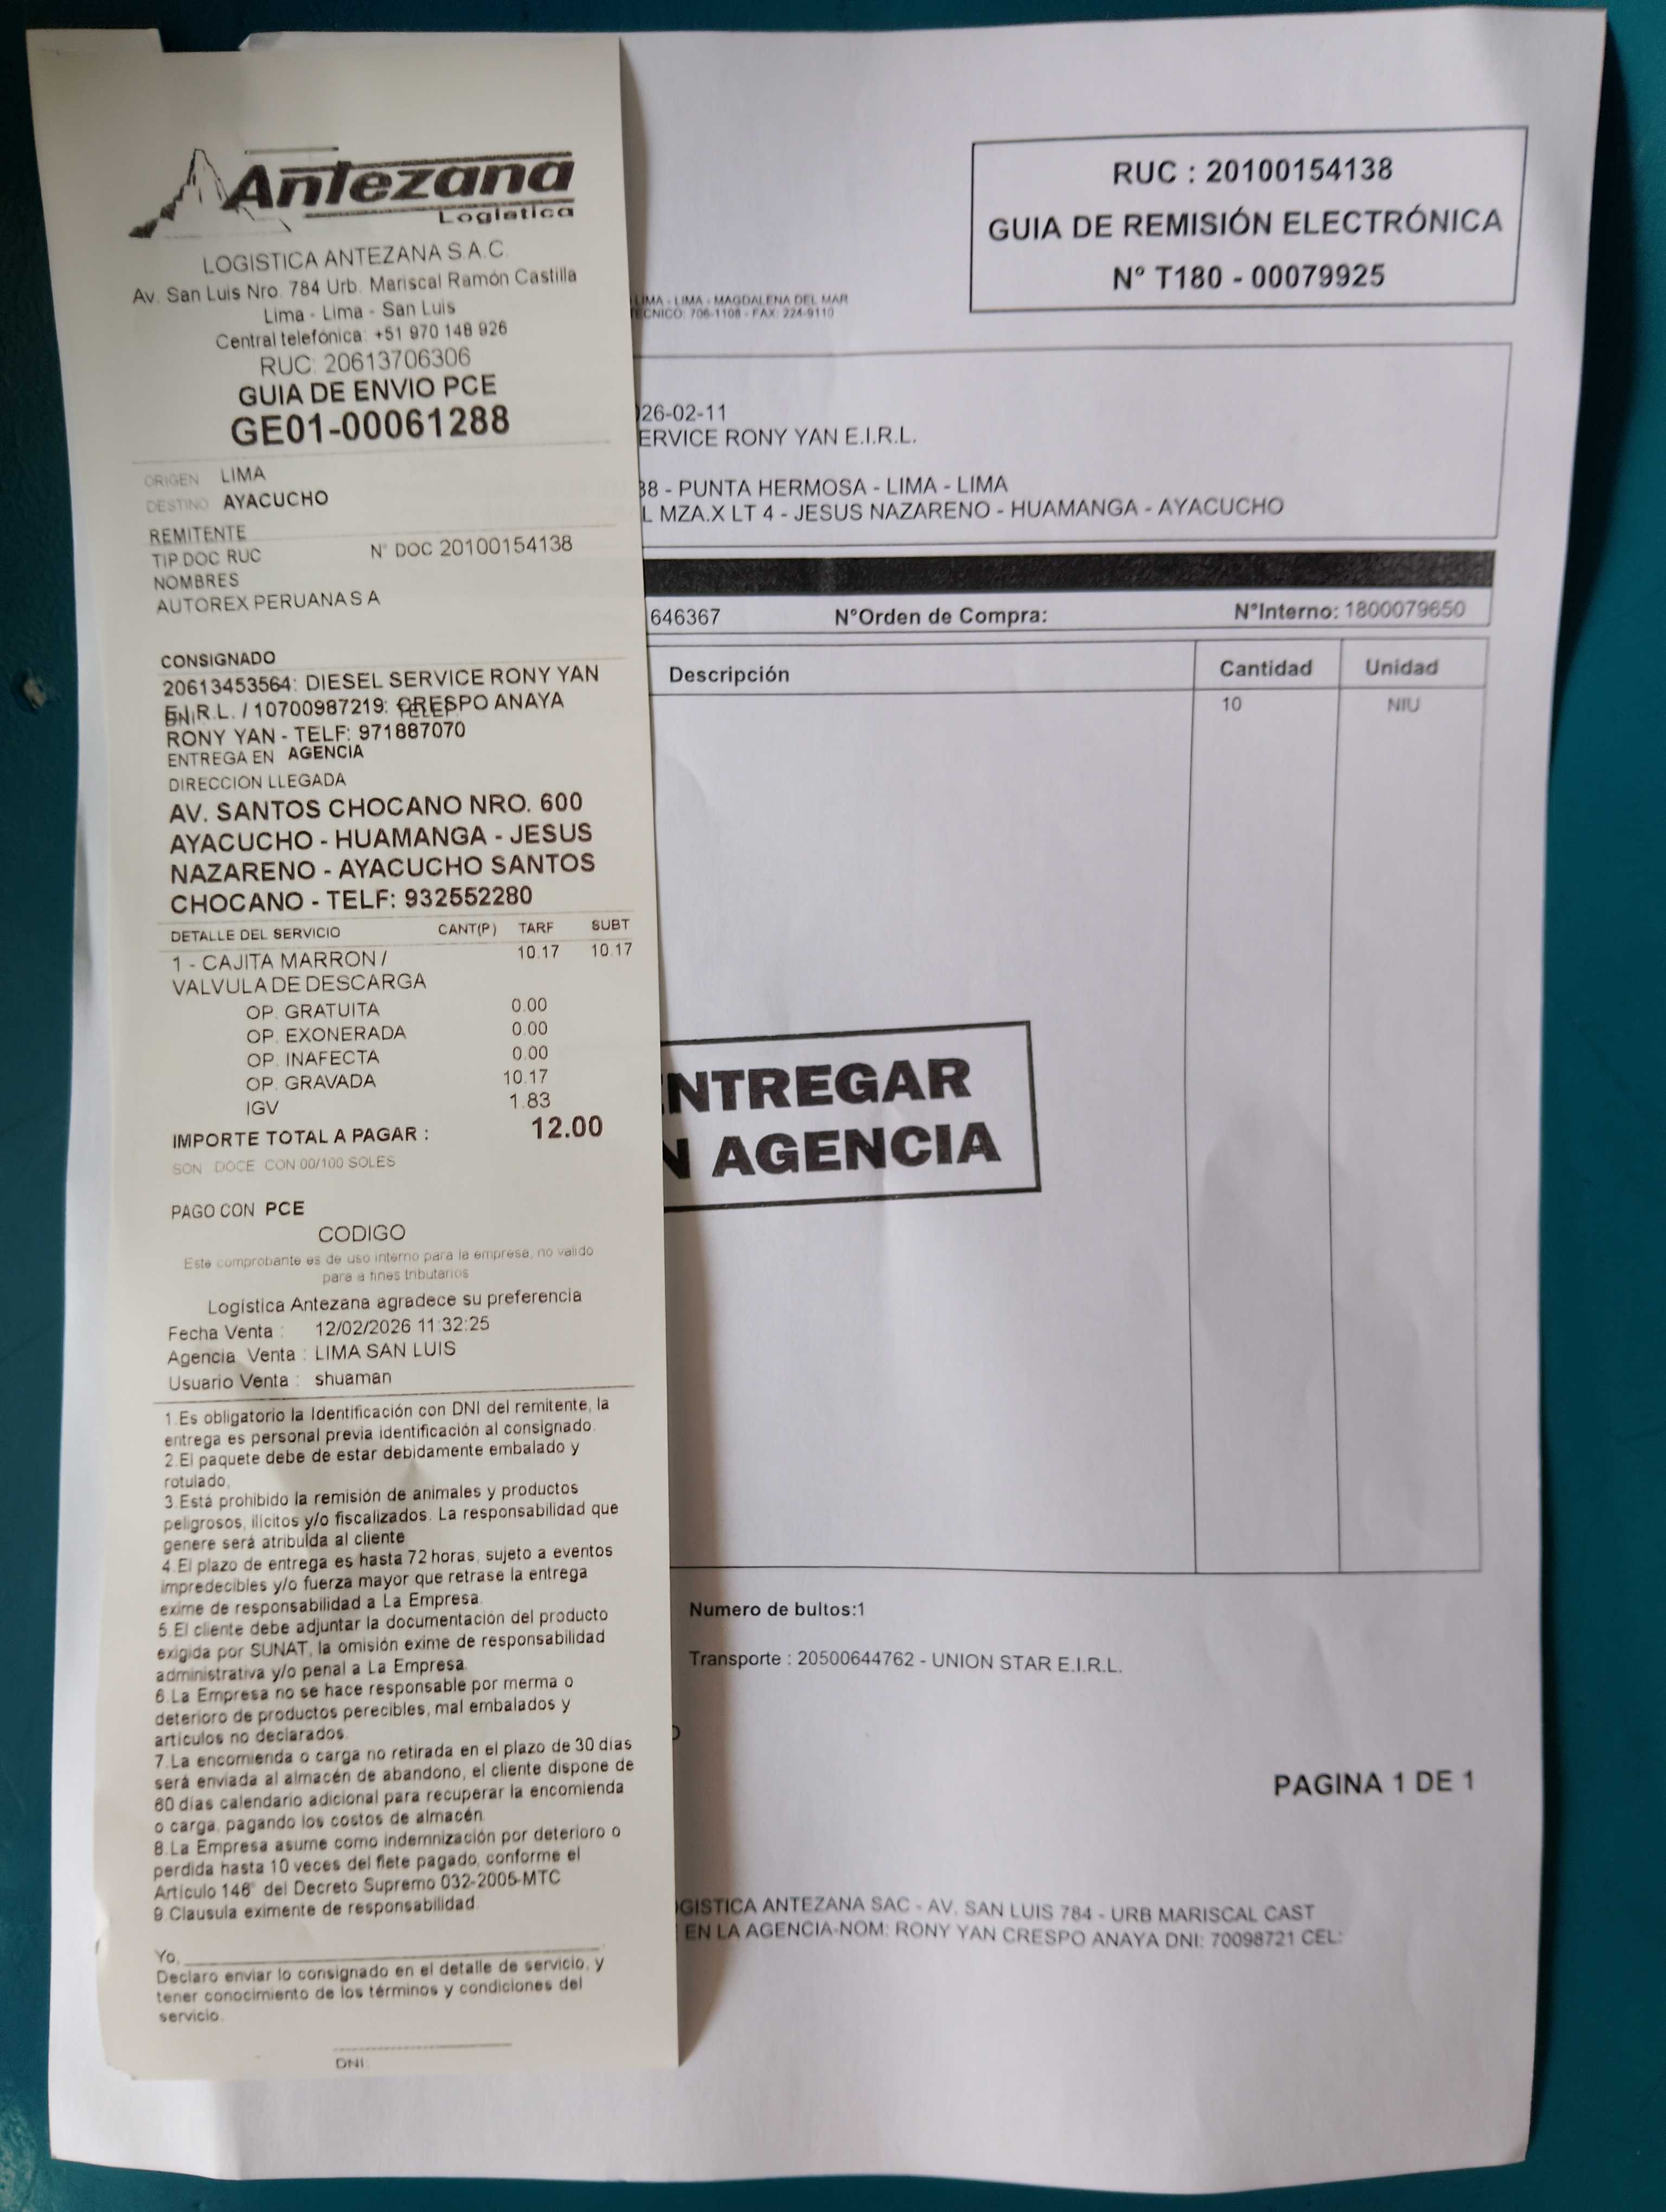 Antezana
Logistica
LOGISTICA ANTEZANA S.A.C.
Av. San Luis Nro. 784 Urb. Mariscal Ramón Castilla
Lima - Lima - San Luis
Central telefónica: +51 970 148 926
RUC: 20613706306
GUIA DE ENVIO PCE
GE01-00061288
ORIGEN LIMA
DESTINO AYACUCHO
REMITENTE
TIP.DOC RUC N° DOC 20100154138
NOMBRES
AUTOREX PERUANA S A
CONSIGNADO
20613453564: DIESEL SERVICE RONY YAN
E.I.R.L. / 10700987219: CRESPO ANAYA
RONY YAN - TELF: 971887070
ENTREGA EN AGENCIA
DIRECCION LLEGADA
AV. SANTOS CHOCANO NRO. 600
AYACUCHO - HUAMANGA - JESUS
NAZARENO - AYACUCHO SANTOS
CHOCANO - TELF: 932552280
DETALLE DEL SERVICIO CANT(P) TARF SUBT
1 - CAJITA MARRON / 10.17 10.17
VALVULA DE DESCARGA
OP. GRATUITA 0.00
OP. EXONERADA 0.00
OP. INAFECTA 0.00
OP. GRAVADA 10.17
IGV 1.83
IMPORTE TOTAL A PAGAR : 12.00
SON DOCE CON 00/100 SOLES
PAGO CON PCE
CODIGO
Este comprobante es de uso interno para la empresa, no valido
para a fines tributarios
Logistica Antezana agradece su preferencia
Fecha Venta : 12/02/2026 11:32:25
Agencia Venta : LIMA SAN LUIS
Usuario Venta : shuaman
1.Es obligatorio la Identificación con DNI del remitente, la
entrega es personal previa identificación al consignado.
2.El paquete debe de estar debidamente embalado y
rotulado,
3.Está prohibido la remisión de animales y productos
peligrosos, ilícitos y/o fiscalizados. La responsabilidad que
genere será atribuida al cliente
4.El plazo de entrega es hasta 72 horas, sujeto a eventos
impredecibles y/o fuerza mayor que retrase la entrega
exime de responsabilidad a La Empresa.
5.El cliente debe adjuntar la documentación del producto
exigida por SUNAT, la omisión exime de responsabilidad
administrativa y/o penal a La Empresa.
6.La Empresa no se hace responsable por merma o
deterioro de productos perecibles, mal embalados y
artículos no declarados.
7.La encomienda o carga no retirada en el plazo de 30 días
será enviada al almacén de abandono, el cliente dispone de
60 días calendario adicional para recuperar la encomienda
o carga, pagando los costos de almacén.
8.La Empresa asume como indemnización por deterioro o
perdida hasta 10 veces del flete pagado, conforme el
Artículo 146° del Decreto Supremo 032-2005-MTC
9.Clausula eximente de responsabilidad.
Yo,
Declaro enviar lo consignado en el detalle de servicio, y
tener conocimiento de los términos y condiciones del
servicio.
DNI
RUC : 20100154138
GUIA DE REMISIÓN ELECTRÓNICA
N° T180 - 00079925
LIMA - LIMA - MAGDALENA DEL MAR
ECNICO: 706-1108 - FAX: 224-9110
26-02-11
ERVICE RONY YAN E.I.R.L.
38 - PUNTA HERMOSA - LIMA - LIMA
L MZA.X LT 4 - JESUS NAZARENO - HUAMANGA - AYACUCHO
646367 N°Orden de Compra: N°Interno: 1800079650
Descripción Cantidad Unidad
10 NIU
NTREGAR
N AGENCIA
Numero de bultos:1
Transporte : 20500644762 - UNION STAR E.I.R.L.
PAGINA 1 DE 1
GISTICA ANTEZANA SAC - AV. SAN LUIS 784 - URB MARISCAL CAST
EN LA AGENCIA-NOM: RONY YAN CRESPO ANAYA DNI: 70098721 CEL: